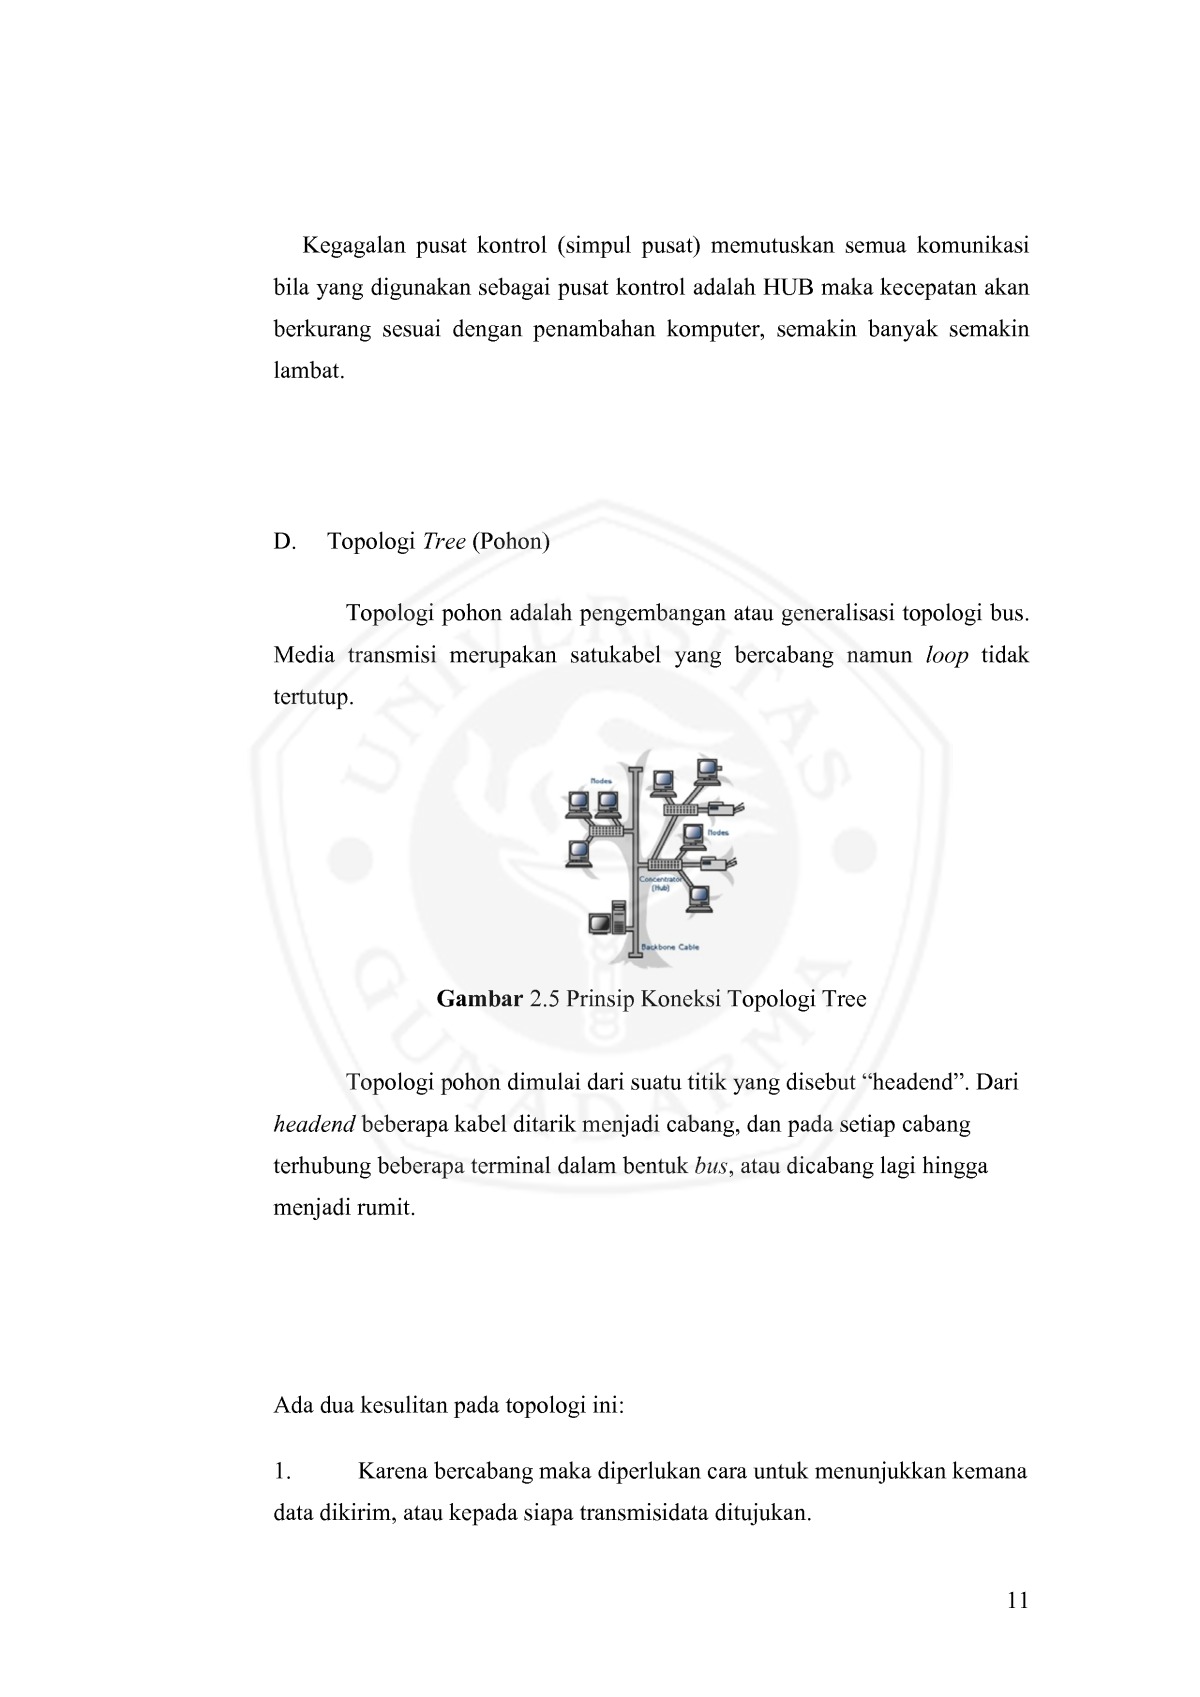 Kegagalan pusat kontrol (simpul pusat) memutuskan semua komunikasi
bila yang digunakan sebagai pusat kontrol adalah HUB maka kecepatan akan
berkurang sesuai dengan penambahan komputer, semakin banyak semakin
lambat.
D. Topologi Tree (Pohon)
Topologi pohon adalah pengembangan atau generalisasi topologi bus.
Media transmisi merupakan satukabel yang bercabang namun loop tidak
tertutup.
UNIVERSITAS
Nodes
Nodes
Concentrator
(Hub)
Backbone Cable
GUNADARMA
Gambar 2.5 Prinsip Koneksi Topologi Tree
Topologi pohon dimulai dari suatu titik yang disebut “headend”. Dari
headend beberapa kabel ditarik menjadi cabang, dan pada setiap cabang
terhubung beberapa terminal dalam bentuk bus, atau dicabang lagi hingga
menjadi rumit.
Ada dua kesulitan pada topologi ini:
1. Karena bercabang maka diperlukan cara untuk menunjukkan kemana
data dikirim, atau kepada siapa transmisidata ditujukan.
11